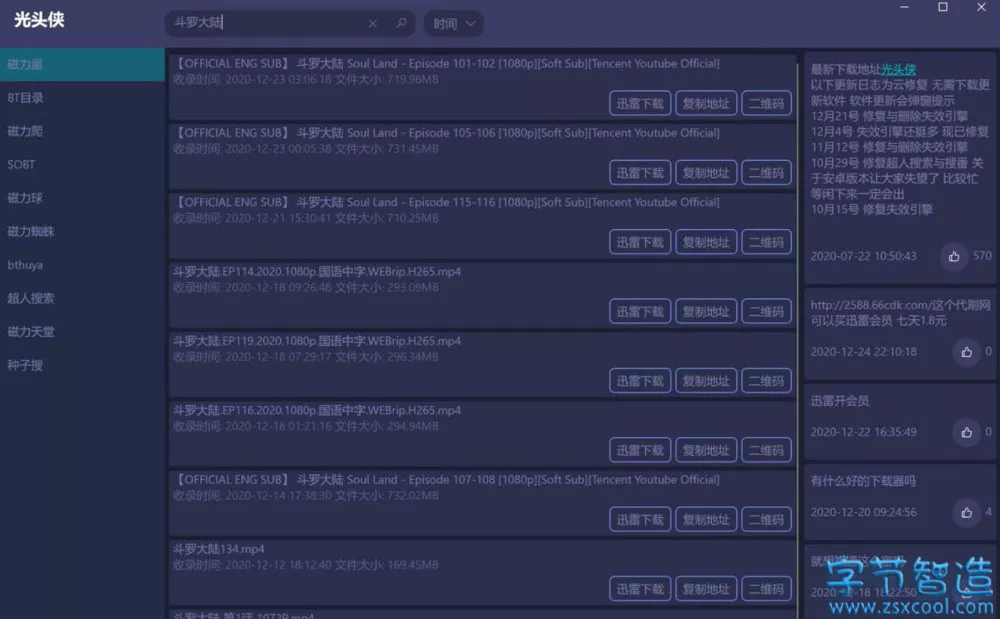 光头侠
斗罗大陆
时间
磁力星
BT目录
磁力爬
SOBT
磁力球
磁力蜘蛛
bthuya
超人搜索
磁力天堂
种子搜
【OFFICIAL ENG SUB】 斗罗大陆 Soul Land - Episode 101-102 [1080p][Soft Sub][Tencent Youtube Official]
收录时间: 2020-12-23 03:06:18 文件大小: 719.98MB
迅雷下载 复制地址 二维码
【OFFICIAL ENG SUB】 斗罗大陆 Soul Land - Episode 105-106 [1080p][Soft Sub][Tencent Youtube Official]
收录时间: 2020-12-23 00:05:38 文件大小: 731.45MB
迅雷下载 复制地址 二维码
【OFFICIAL ENG SUB】 斗罗大陆 Soul Land - Episode 115-116 [1080p][Soft Sub][Tencent Youtube Official]
收录时间: 2020-12-21 15:30:41 文件大小: 710.25MB
迅雷下载 复制地址 二维码
斗罗大陆.EP114.2020.1080p.国语中字.WEBrip.H265.mp4
收录时间: 2020-12-18 09:26:48 文件大小: 293.09MB
迅雷下载 复制地址 二维码
斗罗大陆.EP119.2020.1080p.国语中字.WEBrip.H265.mp4
收录时间: 2020-12-18 07:29:17 文件大小: 296.34MB
迅雷下载 复制地址 二维码
斗罗大陆.EP116.2020.1080p.国语中字.WEBrip.H265.mp4
收录时间: 2020-12-18 01:21:16 文件大小: 294.94MB
迅雷下载 复制地址 二维码
【OFFICIAL ENG SUB】 斗罗大陆 Soul Land - Episode 107-108 [1080p][Soft Sub][Tencent Youtube Official]
收录时间: 2020-12-14 17:38:30 文件大小: 732.02MB
迅雷下载 复制地址 二维码
斗罗大陆134.mp4
收录时间: 2020-12-12 18:12:40 文件大小: 169.45MB
迅雷下载 复制地址 二维码
最新下载地址光头侠
以下更新日志为云修复 无需下载更
新软件 软件更新会弹窗提示
12月21号 修复与删除失效引擎
12月4号 失效引擎还挺多 现已修复
11月12号 修复与删除失效引擎
10月29号 修复超人搜索与搜番 关
于安卓版本让大家失望了 比较忙
等闲下来一定会出
10月15号 修复失效引擎
2020-07-22 10:50:43 570
http://2588.66cdk.com/这个代刷网
可以买迅雷会员 七天1.8元
2020-12-24 22:10:18 0
迅雷开会员
2020-12-22 16:35:49 0
有什么好的下载器吗
2020-12-20 09:24:56 4
2020-12-18 18:22:50
字节智造
www.zsxcool.com